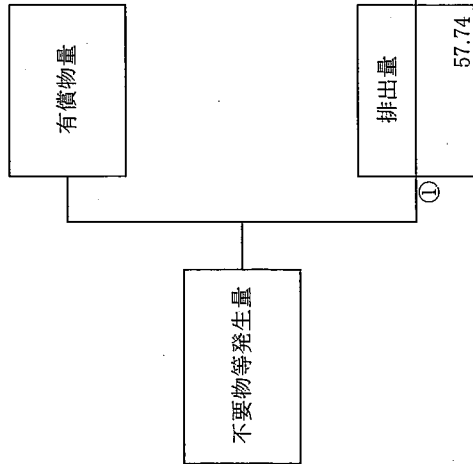 不要物等発生量
有償物量
排出量
①
57.74